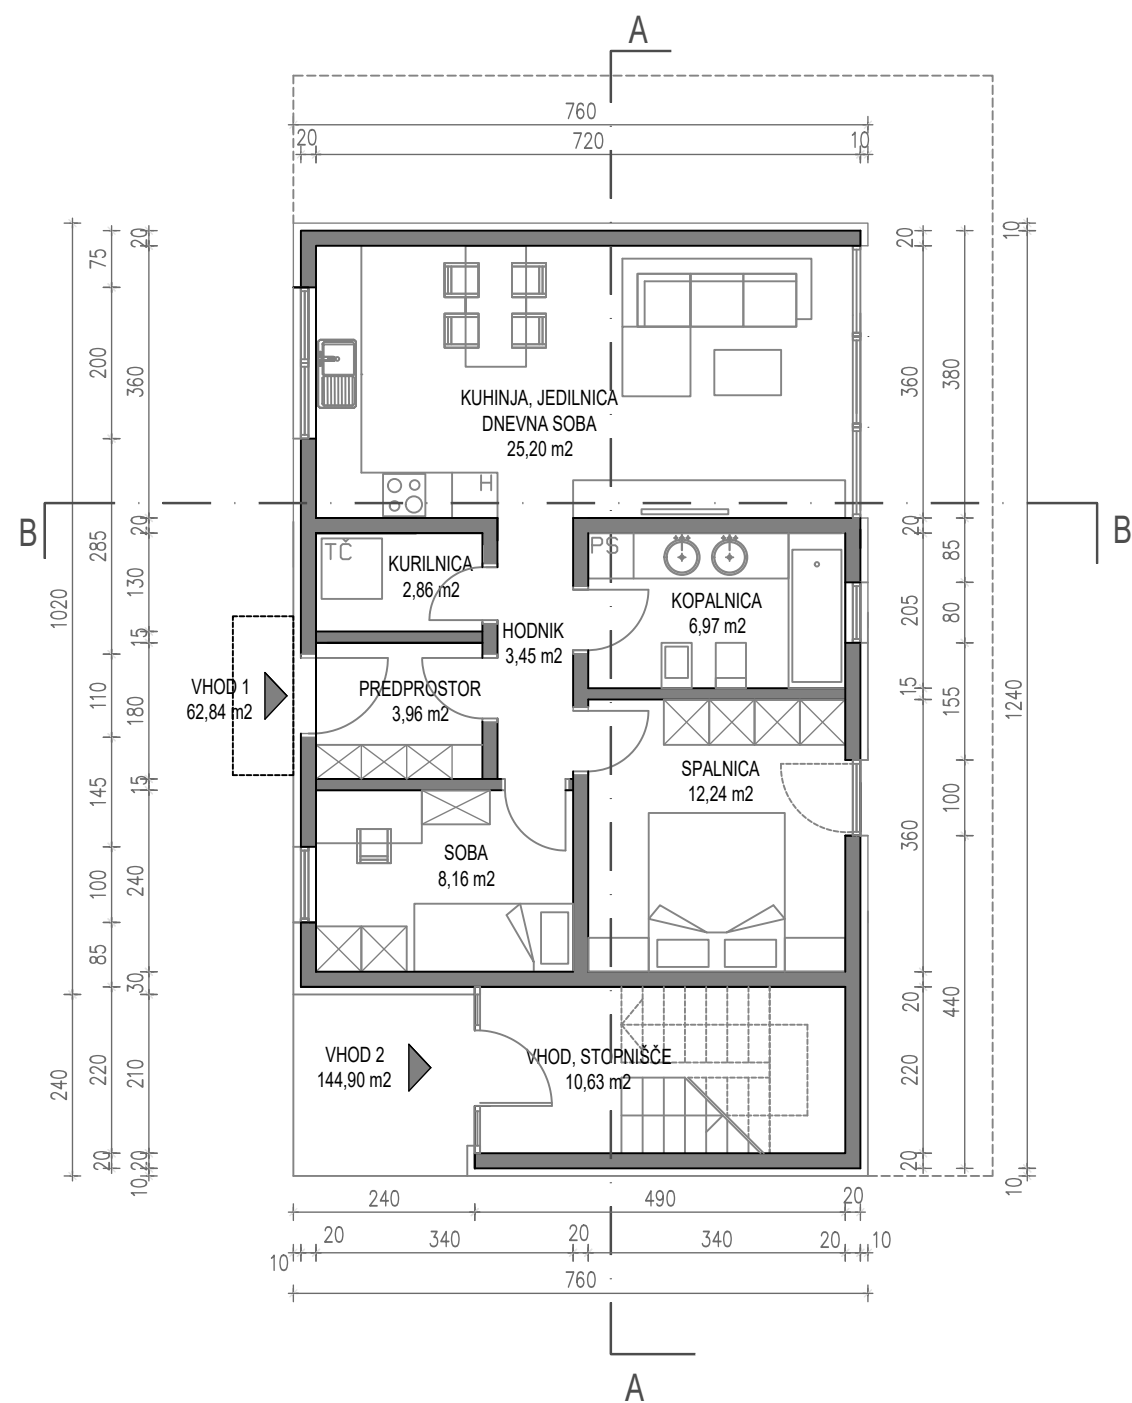 A
760
20
720
10
20
75
200
360
20
285
130
1020
15
110
180
145
15
100
240
85
30
220
210
240
20
20
10
10
20
360
380
20
85
205
80
15
155
1240
100
360
20
440
220
20
10
KUHINJA, JEDILNICA
DNEVNA SOBA
25,20 m2
H
B
B
TČ
KURILNICA
2,86 m2
PS
KOPALNICA
6,97 m2
HODNIK
3,45 m2
VHOD 1
62,84 m2
PREDPROSTOR
3,96 m2
SPALNICA
12,24 m2
SOBA
8,16 m2
VHOD 2
144,90 m2
VHOD, STOPNIŠČE
10,63 m2
240
490
20
10
20
340
20
340
20
10
760
A